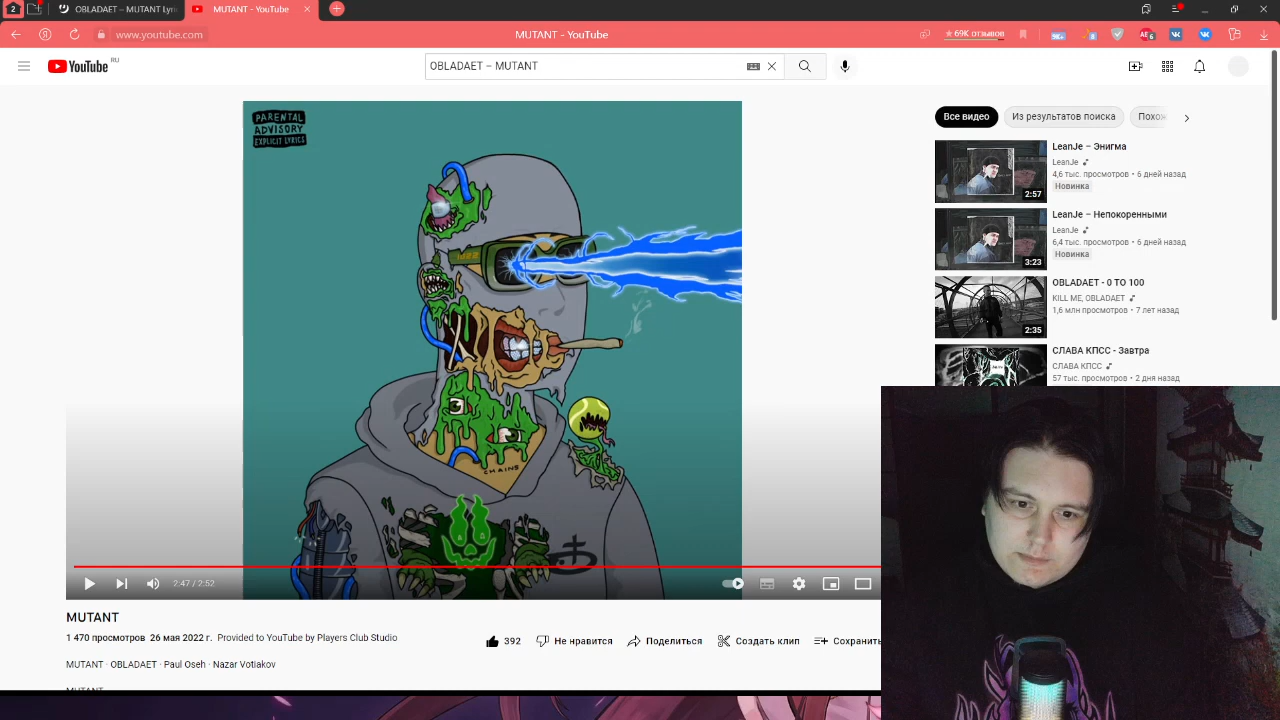 2
OBLADAET – MUTANT Lyri
MUTANT - YouTube
www.youtube.com
MUTANT - YouTube
69K отзывов
YouTube
RU
OBLADAET – MUTANT
PARENTAL
ADVISORY
EXPLICIT LYRICS
CHAINS
2:47 / 2:52
MUTANT
1 470 просмотров 26 мая 2022 г. Provided to YouTube by Players Club Studio
392
Не нравится
Поделиться
Создать клип
Сохранить
MUTANT · OBLADAET · Paul Oseh · Nazar Votiakov
MUTANT
Все видео
Из результатов поиска
Похож
LeanJe – Энигма
LeanJe
4,6 тыс. просмотров • 6 дней назад
Новинка
2:57
LeanJe – Непокоренными
LeanJe
6,4 тыс. просмотров • 6 дней назад
Новинка
3:23
OBLADAET - 0 TO 100
KILL ME, OBLADAET
1,6 млн просмотров • 7 лет назад
2:35
СЛАВА КПСС - Завтра
СЛАВА КПСС
57 тыс. просмотров • 2 дня назад